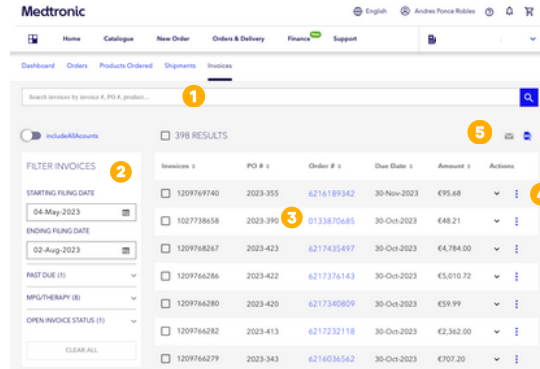 Medtronic
English
Andres Ponce Robles
Home Catalogue New Order Orders & Delivery Finance Support
Dashboard Orders Products Ordered Shipments Invoices
Search invoices by invoice #, PO #, product...
1
includeAllAccounts
398 RESULTS
5
FILTER INVOICES
2
STARTING FILING DATE
04-May-2023
ENDING FILING DATE
02-Aug-2023
PAST DUE (1)
MPG/THERAPY (8)
OPEN INVOICE STATUS (1)
CLEAR ALL
Invoices PO # Order # Due Date Amount Actions
1209769740 2023-355 6216189342 30-Nov-2023 €95.68
4
1027738658 2023-390 3 0133870685 30-Oct-2023 €48.21
1209768267 2023-423 6217435497 30-Oct-2023 €4,784.00
1209766286 2023-422 6217376143 30-Oct-2023 €5,010.72
1209766280 2023-420 6217340809 30-Oct-2023 €59.99
1209766282 2023-413 6217232118 30-Oct-2023 €2,362.00
1209766279 2023-343 6216036562 30-Oct-2023 €707.20